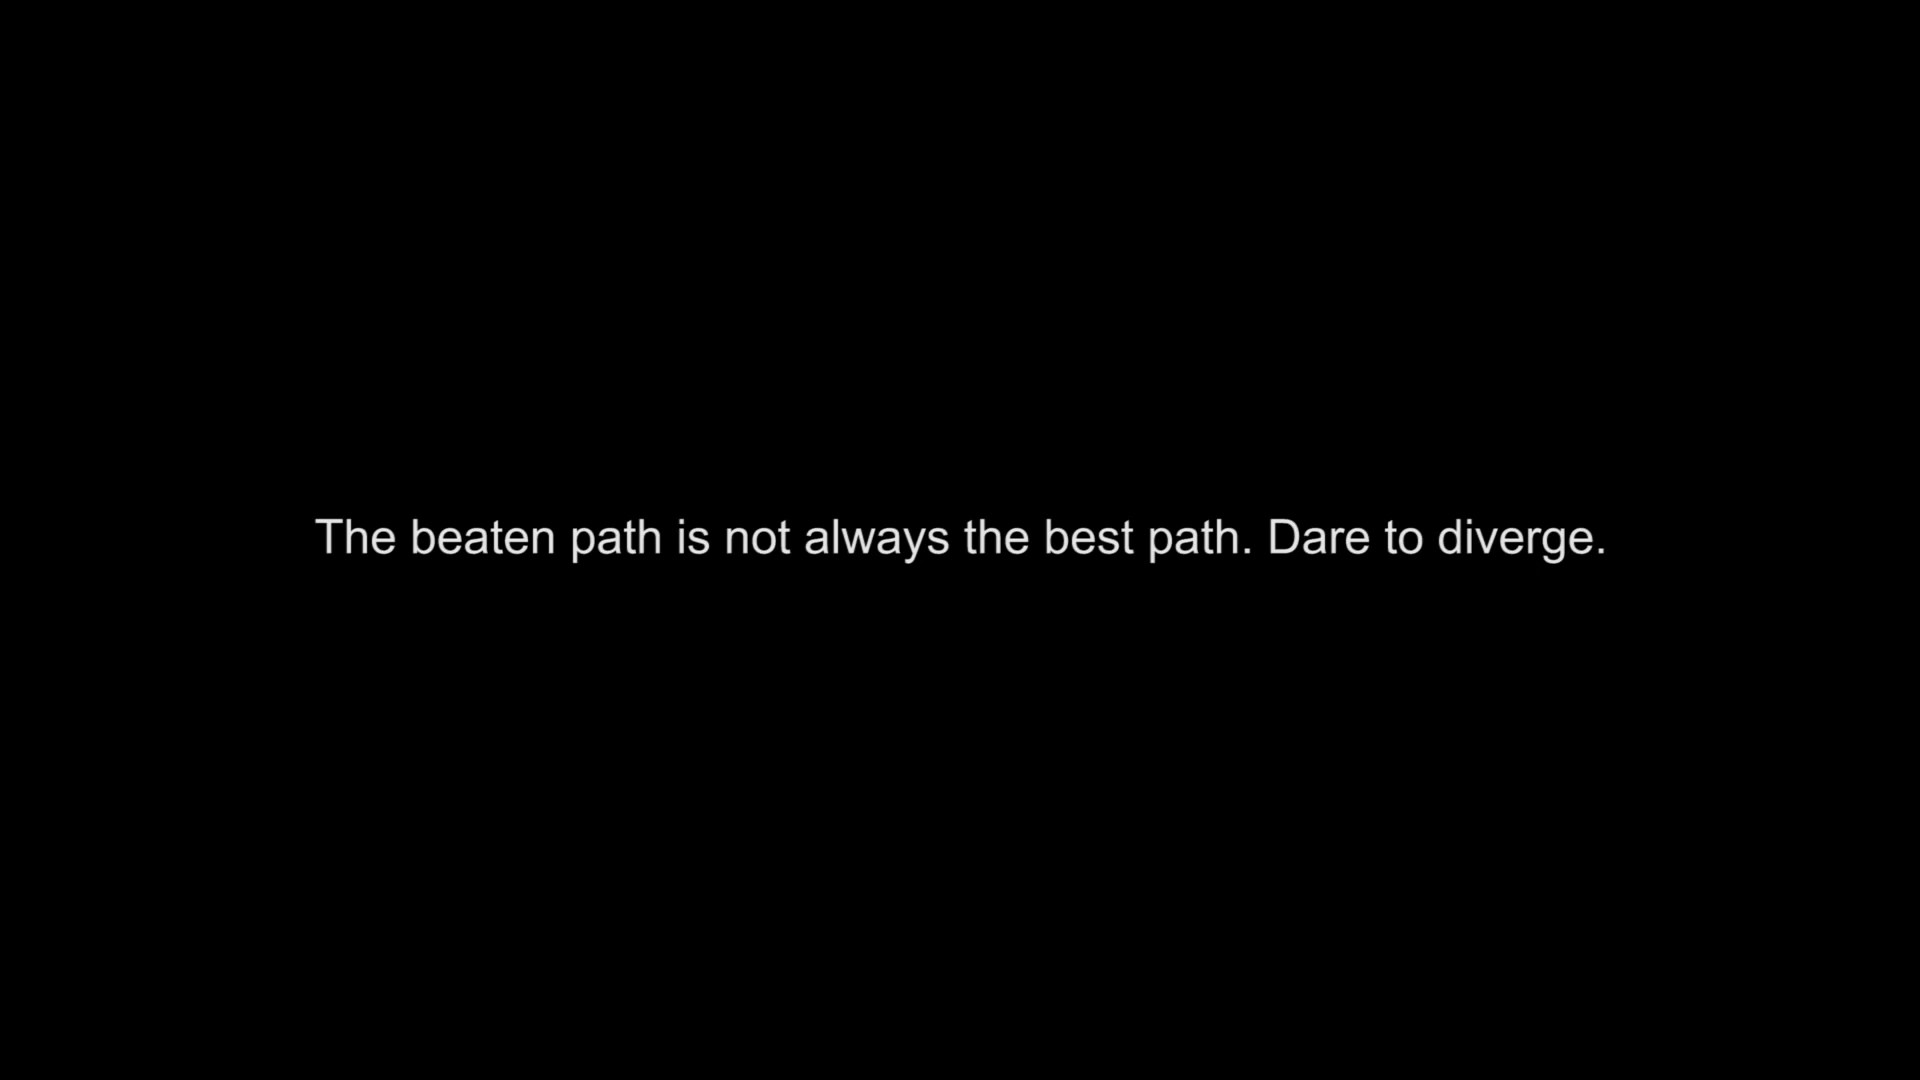 The beaten path is not always the best path. Dare to diverge.